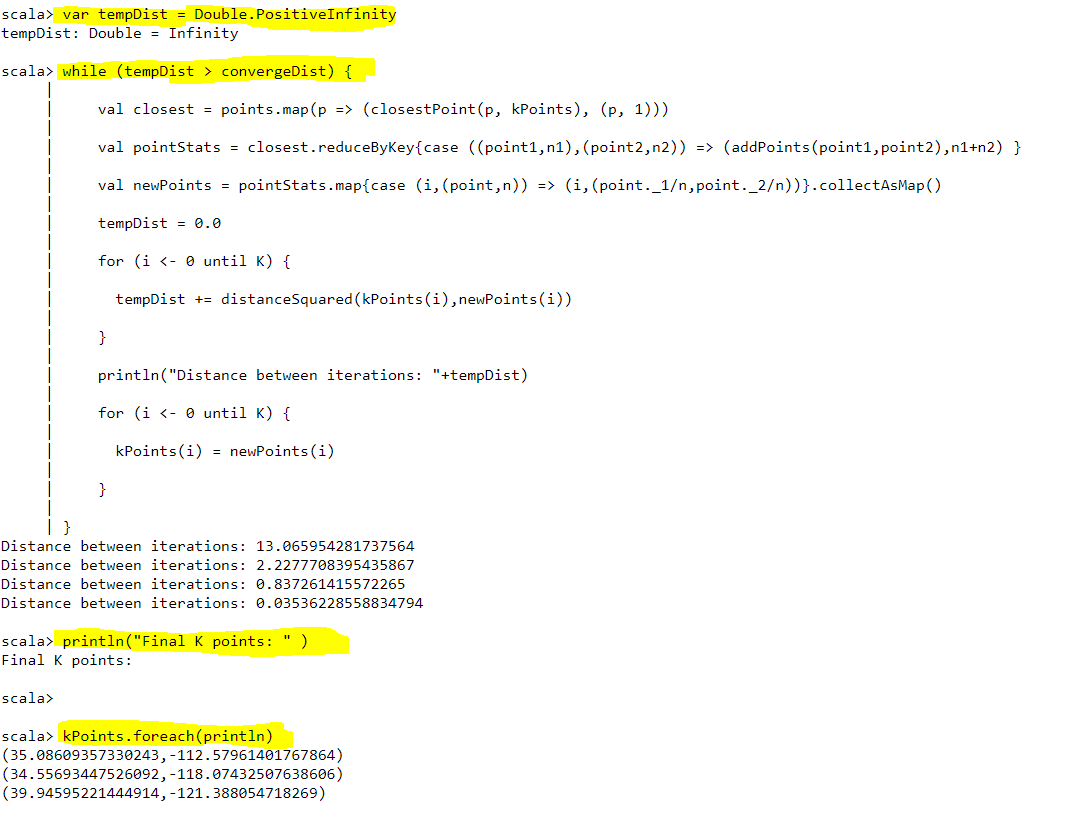 scala> var tempDist = Double.PositiveInfinity
tempDist: Double = Infinity
scala> while (tempDist > convergeDist) {
|
| val closest = points.map(p => (closestPoint(p, kPoints), (p, 1)))
|
| val pointStats = closest.reduceByKey{case ((point1,n1),(point2,n2)) => (addPoints(point1,point2),n1+n2) }
|
| val newPoints = pointStats.map{case (i,(point,n)) => (i,(point._1/n,point._2/n))}.collectAsMap()
|
| tempDist = 0.0
|
| for (i <- 0 until K) {
|
| tempDist += distanceSquared(kPoints(i),newPoints(i))
|
| }
|
| println("Distance between iterations: "+tempDist)
|
| for (i <- 0 until K) {
|
| kPoints(i) = newPoints(i)
|
| }
|
| }
Distance between iterations: 13.065954281737564
Distance between iterations: 2.2277708395435867
Distance between iterations: 0.837261415572265
Distance between iterations: 0.03536228558834794
scala> println("Final K points: " )
Final K points:
scala>
scala> kPoints.foreach(println)
(35.08609357330243,-112.57961401767864)
(34.55693447526092,-118.07432507638606)
(39.94595221444914,-121.388054718269)